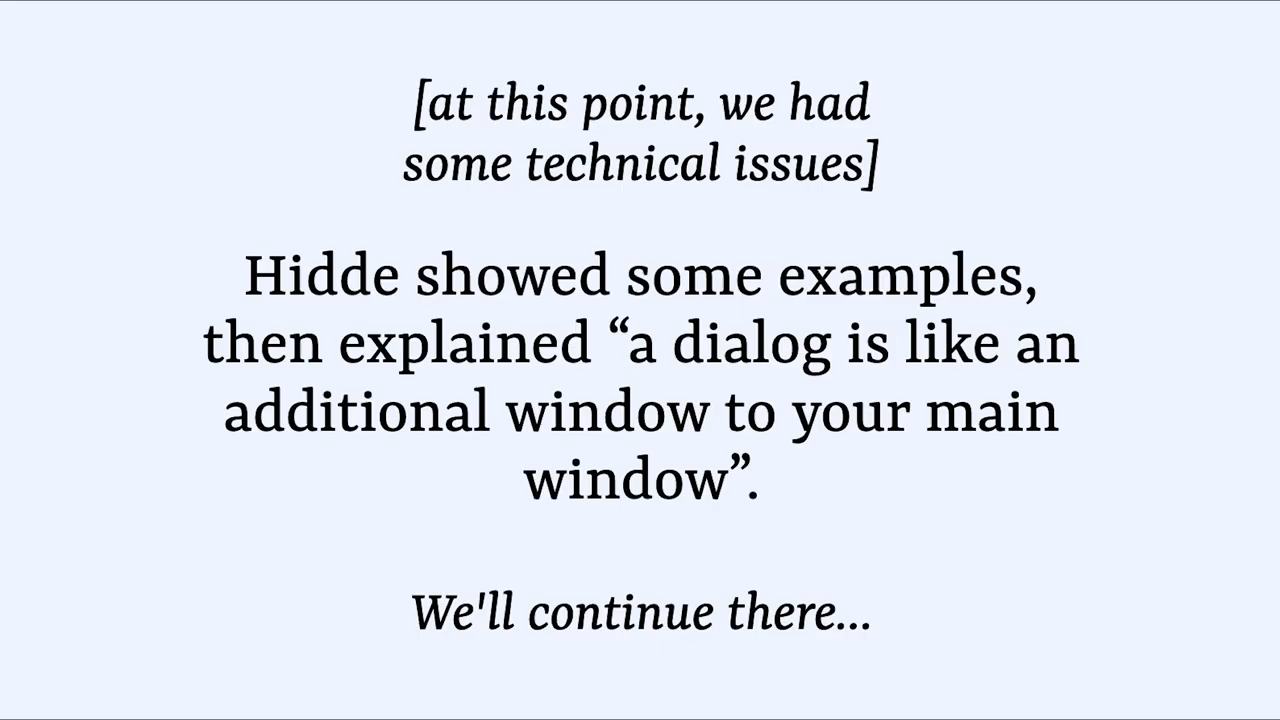 [at this point, we had
some technical issues]
Hidde showed some examples,
then explained “a dialog is like an
additional window to your main
window”.
We'll continue there...